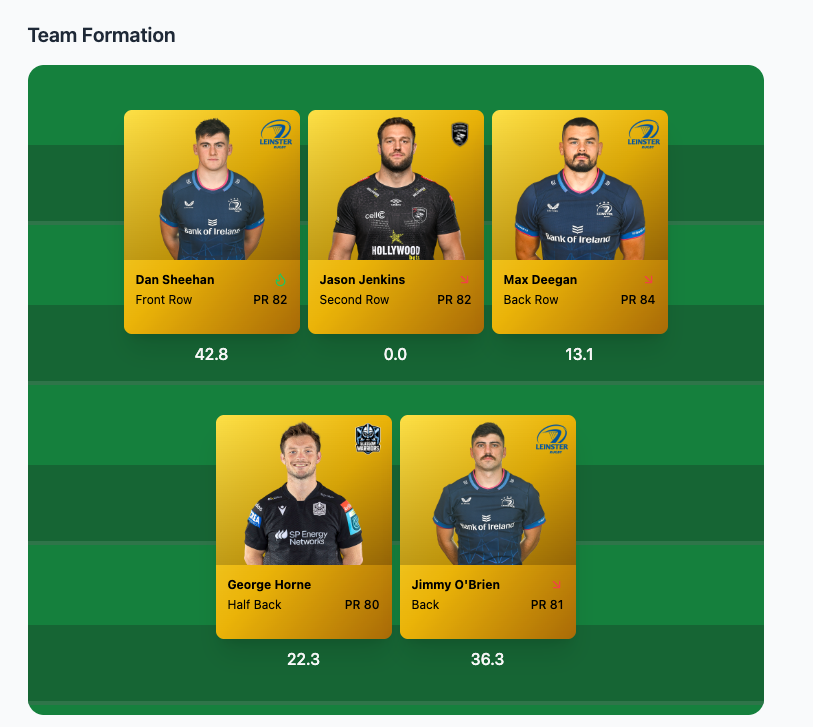 Team Formation
LEINSTER
RUGBY
cellC
HOLLYWOOD
bets
LEINSTER
RUGBY
Bank of Ireland
Bank of Ireland
Dan Sheehan
Front Row PR 82
Jason Jenkins
Second Row PR 82
Max Deegan
Back Row PR 84
42.8
0.0
13.1
WARRIORS
LEINSTER
RUGBY
SP Energy
Networks
Bank of Ireland
George Horne
Half Back PR 80
Jimmy O'Brien
Back PR 81
22.3
36.3